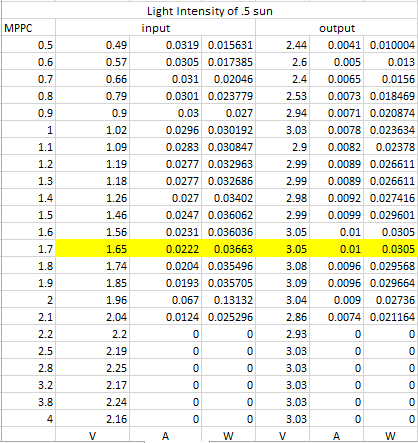 Light Intensity of .5 sun
MPPC input output
0.5 0.49 0.0319 0.015631 2.44 0.0041 0.010004
0.6 0.57 0.0305 0.017385 2.6 0.005 0.013
0.7 0.66 0.031 0.02046 2.4 0.0065 0.0156
0.8 0.79 0.0301 0.023779 2.53 0.0073 0.018469
0.9 0.9 0.03 0.027 2.94 0.0071 0.020874
1 1.02 0.0296 0.030192 3.03 0.0078 0.023634
1.1 1.09 0.0283 0.030847 2.9 0.0082 0.02378
1.2 1.19 0.0277 0.032963 2.99 0.0089 0.026611
1.3 1.18 0.0277 0.032686 2.99 0.0089 0.026611
1.4 1.26 0.027 0.03402 2.98 0.0092 0.027416
1.5 1.46 0.0247 0.036062 2.99 0.0099 0.029601
1.6 1.56 0.0231 0.036036 3.05 0.01 0.0305
1.7 1.65 0.0222 0.03663 3.05 0.01 0.0305
1.8 1.74 0.0204 0.035496 3.08 0.0096 0.029568
1.9 1.85 0.0193 0.035705 3.09 0.0096 0.029664
2 1.96 0.067 0.13132 3.04 0.009 0.02736
2.1 2.04 0.0124 0.025296 2.86 0.0074 0.021164
2.2 2.2 0 0 2.93 0 0
2.5 2.19 0 0 3.03 0 0
2.8 2.25 0 0 3.03 0 0
3.2 2.17 0 0 3.03 0 0
3.8 2.24 0 0 3.03 0 0
4 2.16 0 0 3.03 0 0
V A W V A W